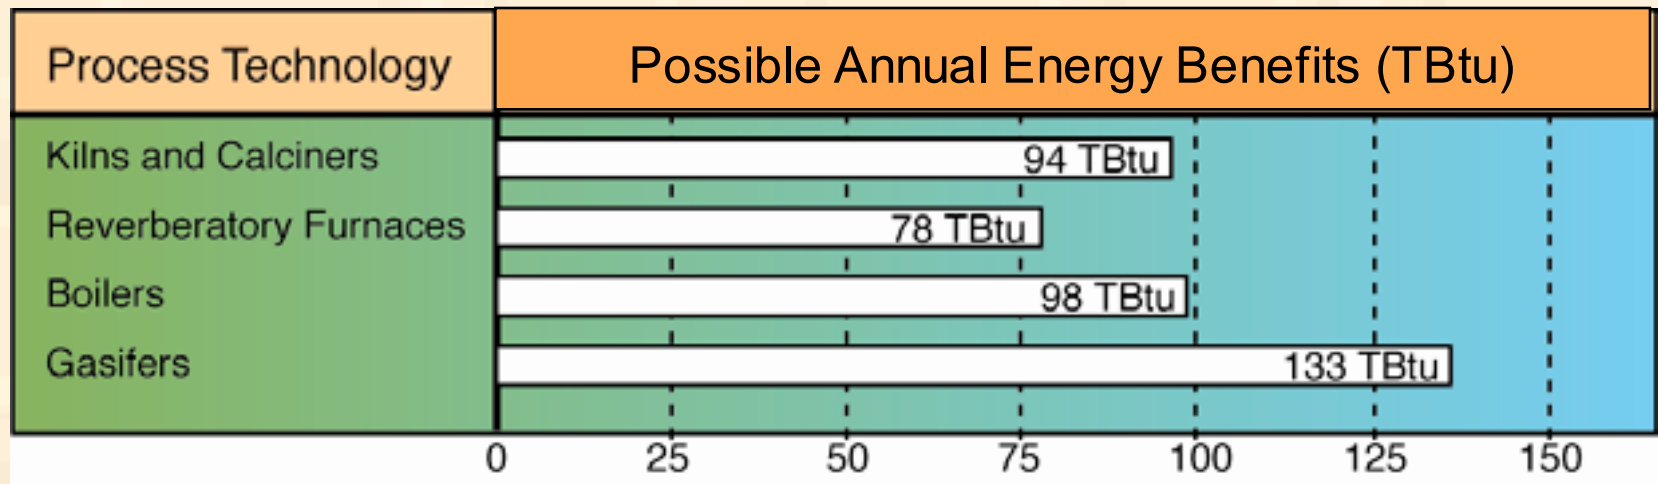 Process Technology
Possible Annual Energy Benefits (TBtu)
Kilns and Calciners
94 TBtu
Reverberatory Furnaces
78 TBtu
Boilers
98 TBtu
Gasifers
133 TBtu
0 25 50 75 100 125 150